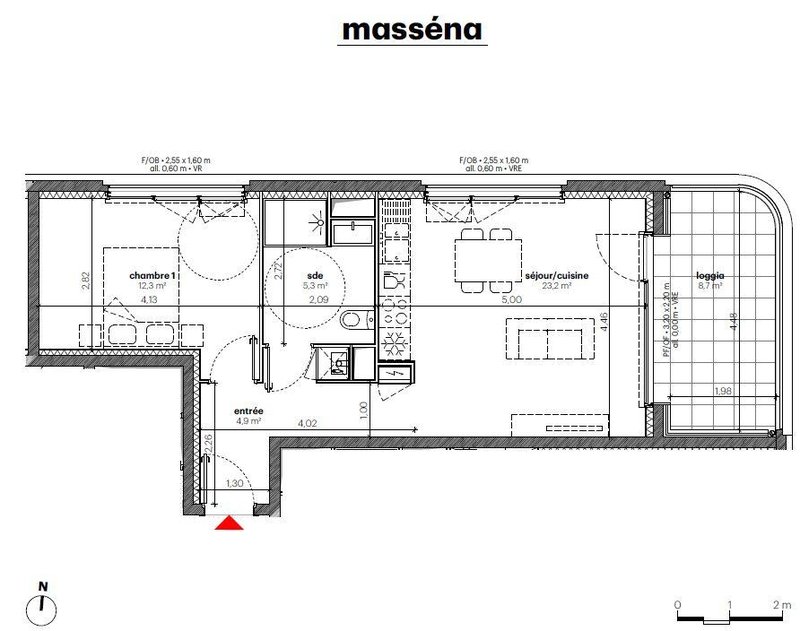 masséna
F/OB • 2,55 x 1,60 m
all. 0,60 m • VR
F/OB • 2,55 x 1,60 m
all. 0,60 m • VRE
chambre 1
12,3 m²
4,13
2,82
sde
5,3 m²
2,09
2,72
séjour/cuisine
23,2 m²
5,00
4,46
PF/OF • 3,20 x 2,20 m
all. 0,00 m • VRE
loggia
8,7 m²
4,48
1,98
entrée
4,9 m²
4,02
1,00
2,26
1,30
N
0 1 2 m